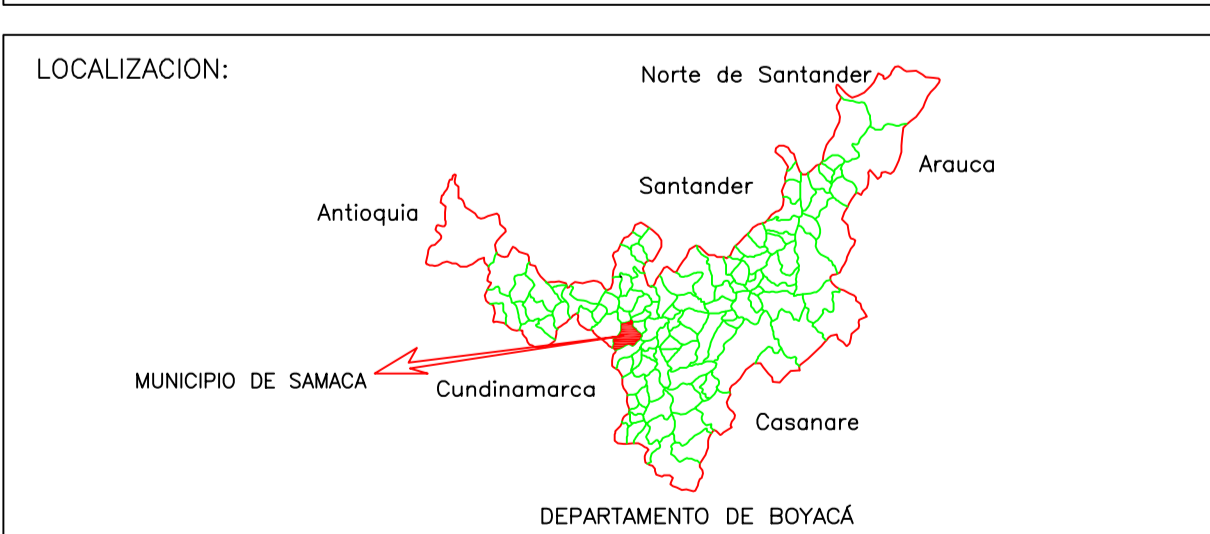 LOCALIZACION:
Norte de Santander
Arauca
Santander
Antioquia
MUNICIPIO DE SAMACA
Cundinamarca
Casanare
DEPARTAMENTO DE BOYACÁ